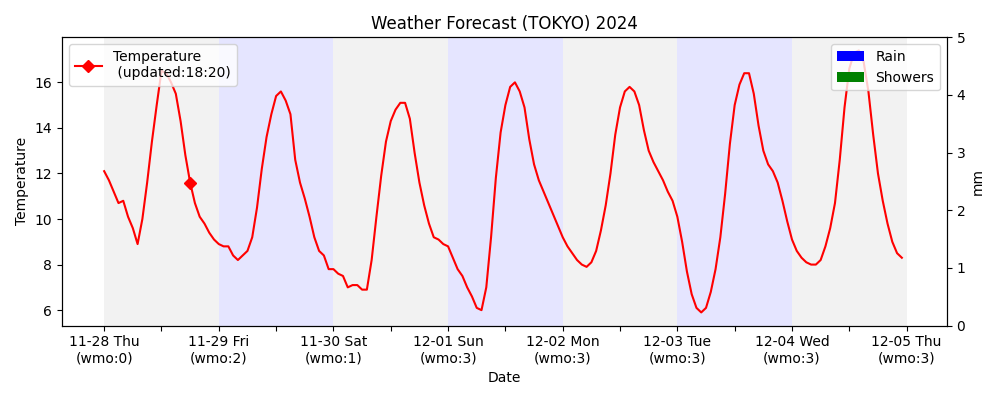 Weather Forecast (TOKYO) 2024
Temperature
(updated:18:20)
Rain
Showers
Temperature
16
14
12
10
8
6
5
4
3
2
1
0
mm
11-28 Thu
(wmo:0)
11-29 Fri
(wmo:2)
11-30 Sat
(wmo:1)
12-01 Sun
(wmo:3)
12-02 Mon
(wmo:3)
12-03 Tue
(wmo:3)
12-04 Wed
(wmo:3)
12-05 Thu
(wmo:3)
Date